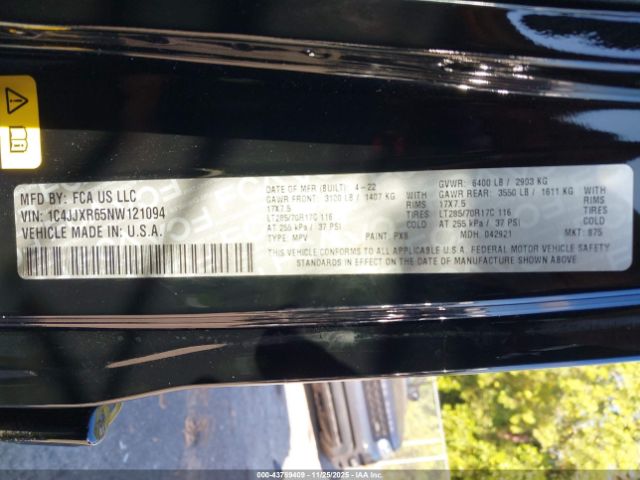 MFD BY: FCA US LLC
VIN: 1C4JJXR65NW121094
VEHICLE MADE IN: U.S.A.
DATE OF MFR (BUILT): 4-22
GAWR FRONT: 3100 LB / 1407 KG WITH
17X7.5 RIMS
LT285/70R17C 116 TIRES
AT 255 kPa / 37 PSI
TYPE: MPV PAINT: PX8
GVWR: 6400 LB / 2903 KG
GAWR REAR: 3550 LB / 1611 KG WITH
17X7.5 RIMS
LT285/70R17C 116 TIRES
AT 255 kPa / 37 PSI
MDH: 042921 MKT: 875
THIS VEHICLE CONFORMS TO ALL APPLICABLE U.S.A. FEDERAL MOTOR VEHICLE SAFETY
STANDARDS IN EFFECT ON THE DATE OF MANUFACTURE SHOWN ABOVE.
000-43759409 - 11/25/2025 - IAAI.COM